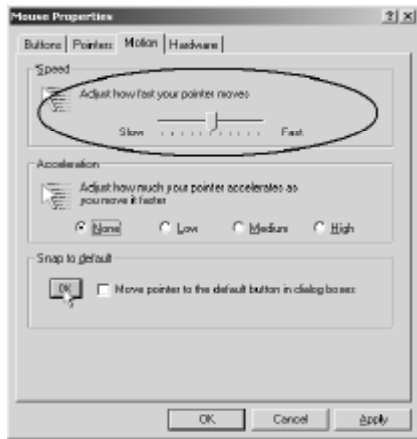 Mouse Properties
Buttons Pointers Motion Hardware
Speed
Adjust how fast your pointer moves
Slow Fast
Acceleration
Adjust how much your pointer accelerates as
you move it faster
None Low Medium High
Snap to default
OK Move pointer to the default button in dialog boxes
OK Cancel Apply